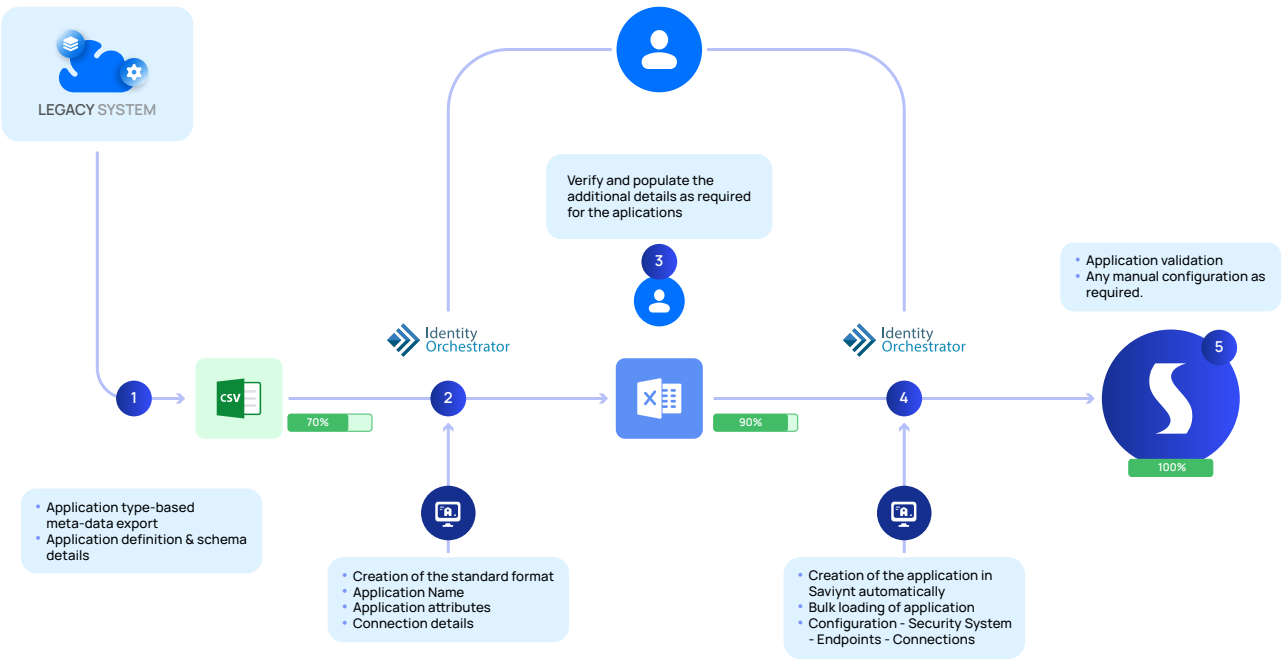 LEGACY SYSTEM
Verify and populate the
additional details as required
for the aplications
3
• Application validation
• Any manual configuration as
required.
Identity
Orchestrator
Identity
Orchestrator
5
1
CSV
2
X
4
70%
90%
100%
• Application type-based
meta-data export
• Application definition & schema
details
A
A
• Creation of the standard format
• Application Name
• Application attributes
• Connection details
• Creation of the application in
Saviynt automatically
• Bulk loading of application
• Configuration - Security System
- Endpoints - Connections